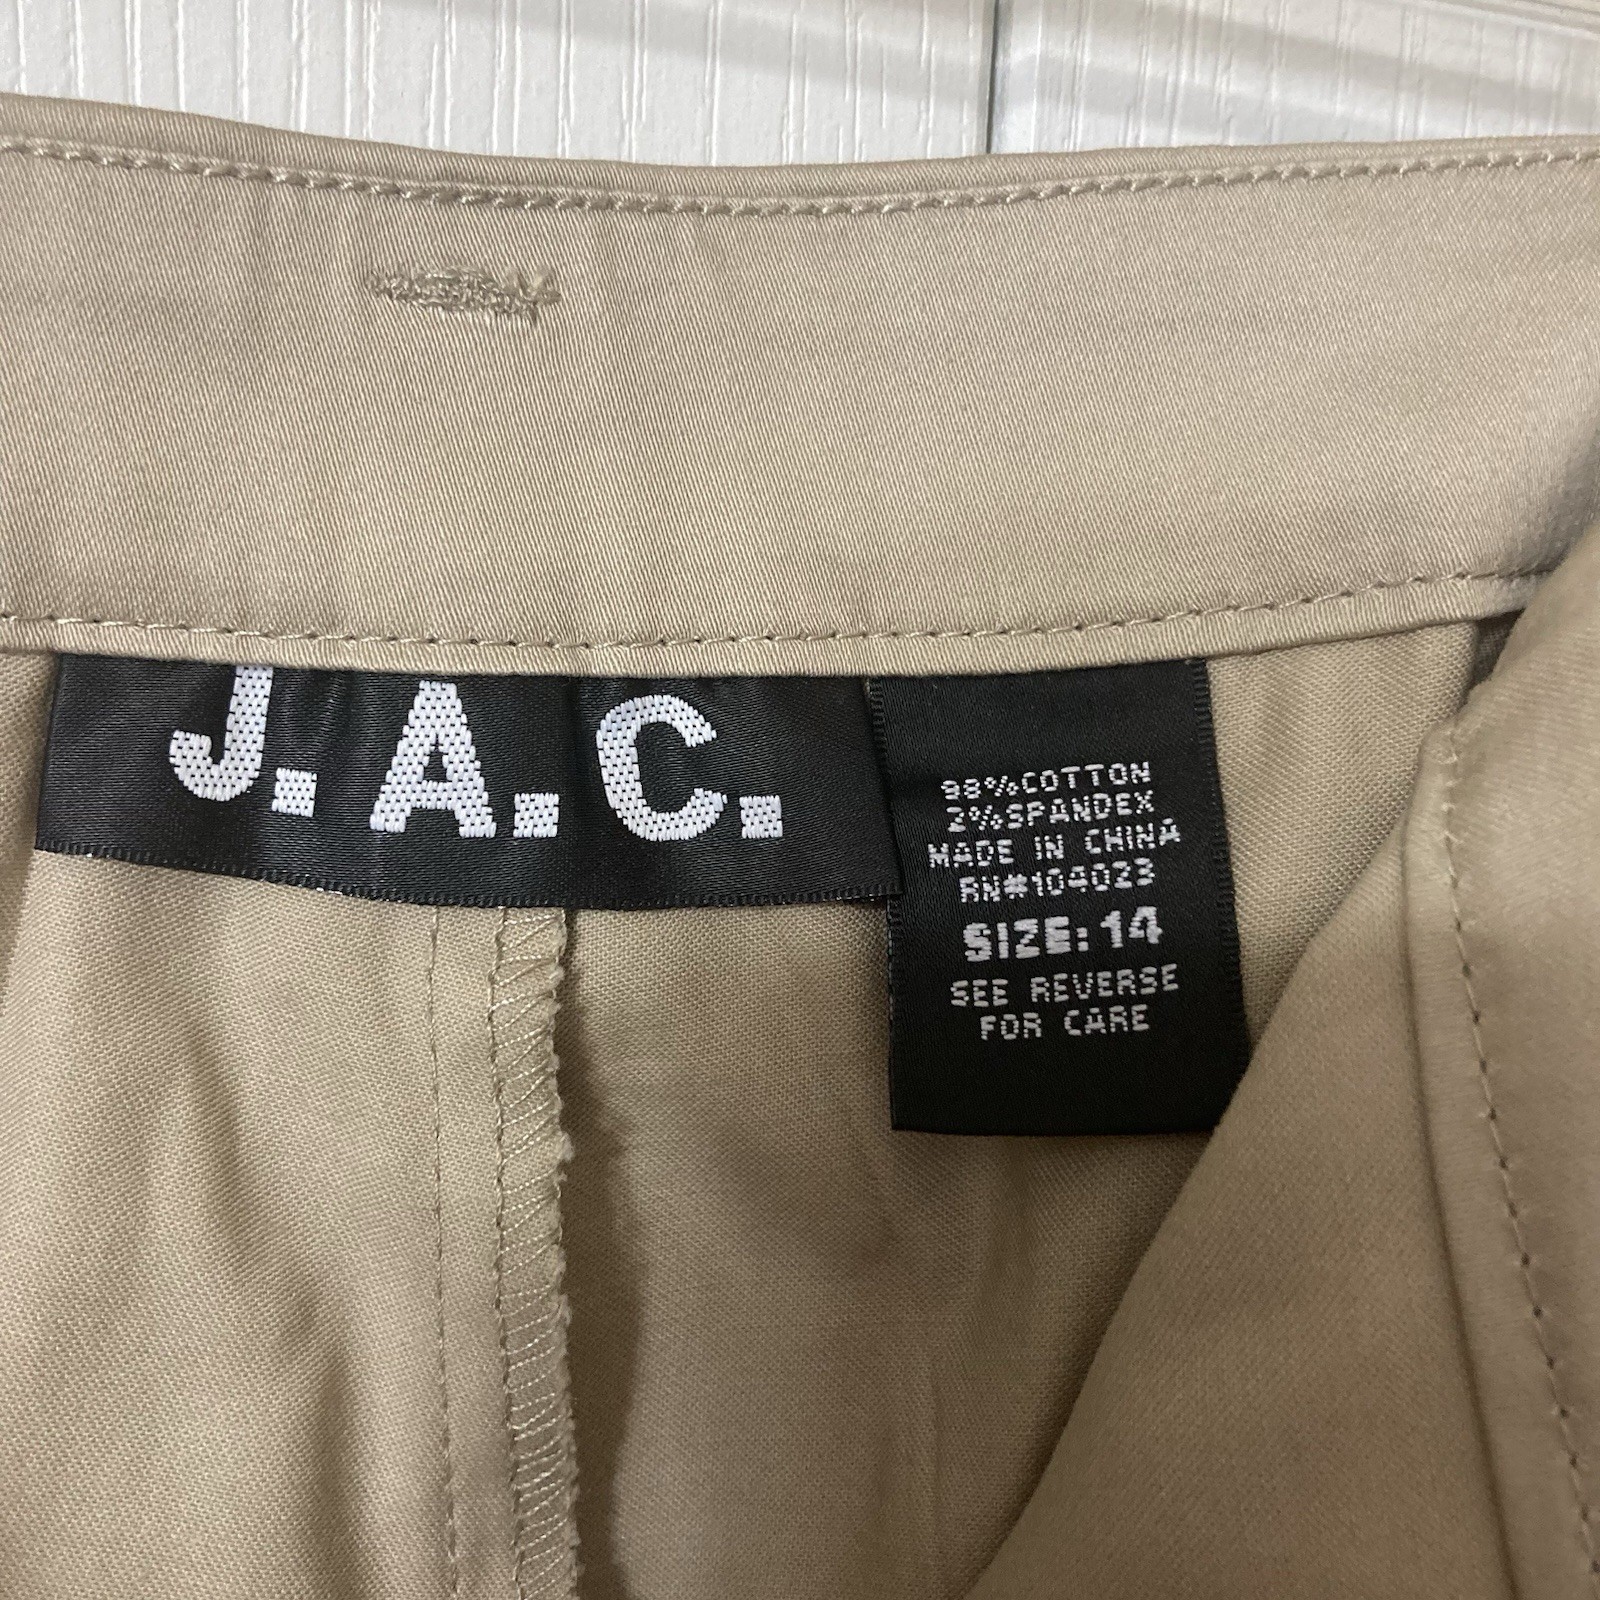 J.A.C.
98%COTTON
2%SPANDEX
MADE IN CHINA
RN#104023
SIZE: 14
SEE REVERSE
FOR CARE